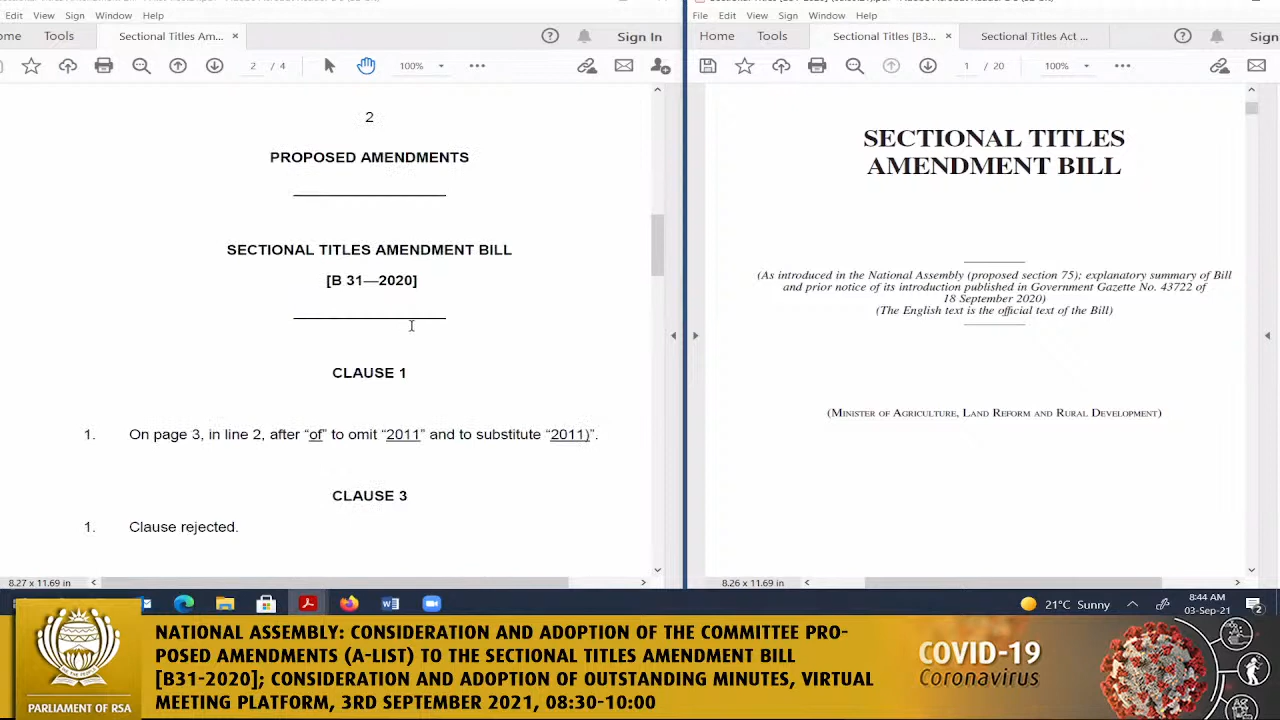 Edit View Sign Window Help
File Edit View Sign Window Help
ome Tools Sectional Titles Am... × Sign In
Home Tools Sectional Titles [B3... × Sectional Titles Act ... Sign
2 / 4 100%
1 / 20 100%
2
PROPOSED AMENDMENTS
SECTIONAL TITLES AMENDMENT BILL
[B 31—2020]
CLAUSE 1
1. On page 3, in line 2, after “of” to omit “2011” and to substitute “2011)”.
CLAUSE 3
1. Clause rejected.
8.27 x 11.69 in
SECTIONAL TITLES
AMENDMENT BILL
(As introduced in the National Assembly (proposed section 75); explanatory summary of Bill
and prior notice of its introduction published in Government Gazette No. 43722 of
18 September 2020)
(The English text is the official text of the Bill)
(MINISTER OF AGRICULTURE, LAND REFORM AND RURAL DEVELOPMENT)
8.26 x 11.69 in
21°C Sunny
8:44 AM
03-Sep-21
2
PARLIAMENT OF RSA
NATIONAL ASSEMBLY: CONSIDERATION AND ADOPTION OF THE COMMITTEE PRO-
POSED AMENDMENTS (A-LIST) TO THE SECTIONAL TITLES AMENDMENT BILL
[B31-2020]; CONSIDERATION AND ADOPTION OF OUTSTANDING MINUTES, VIRTUAL
MEETING PLATFORM, 3RD SEPTEMBER 2021, 08:30-10:00
COVID-19
Coronavirus